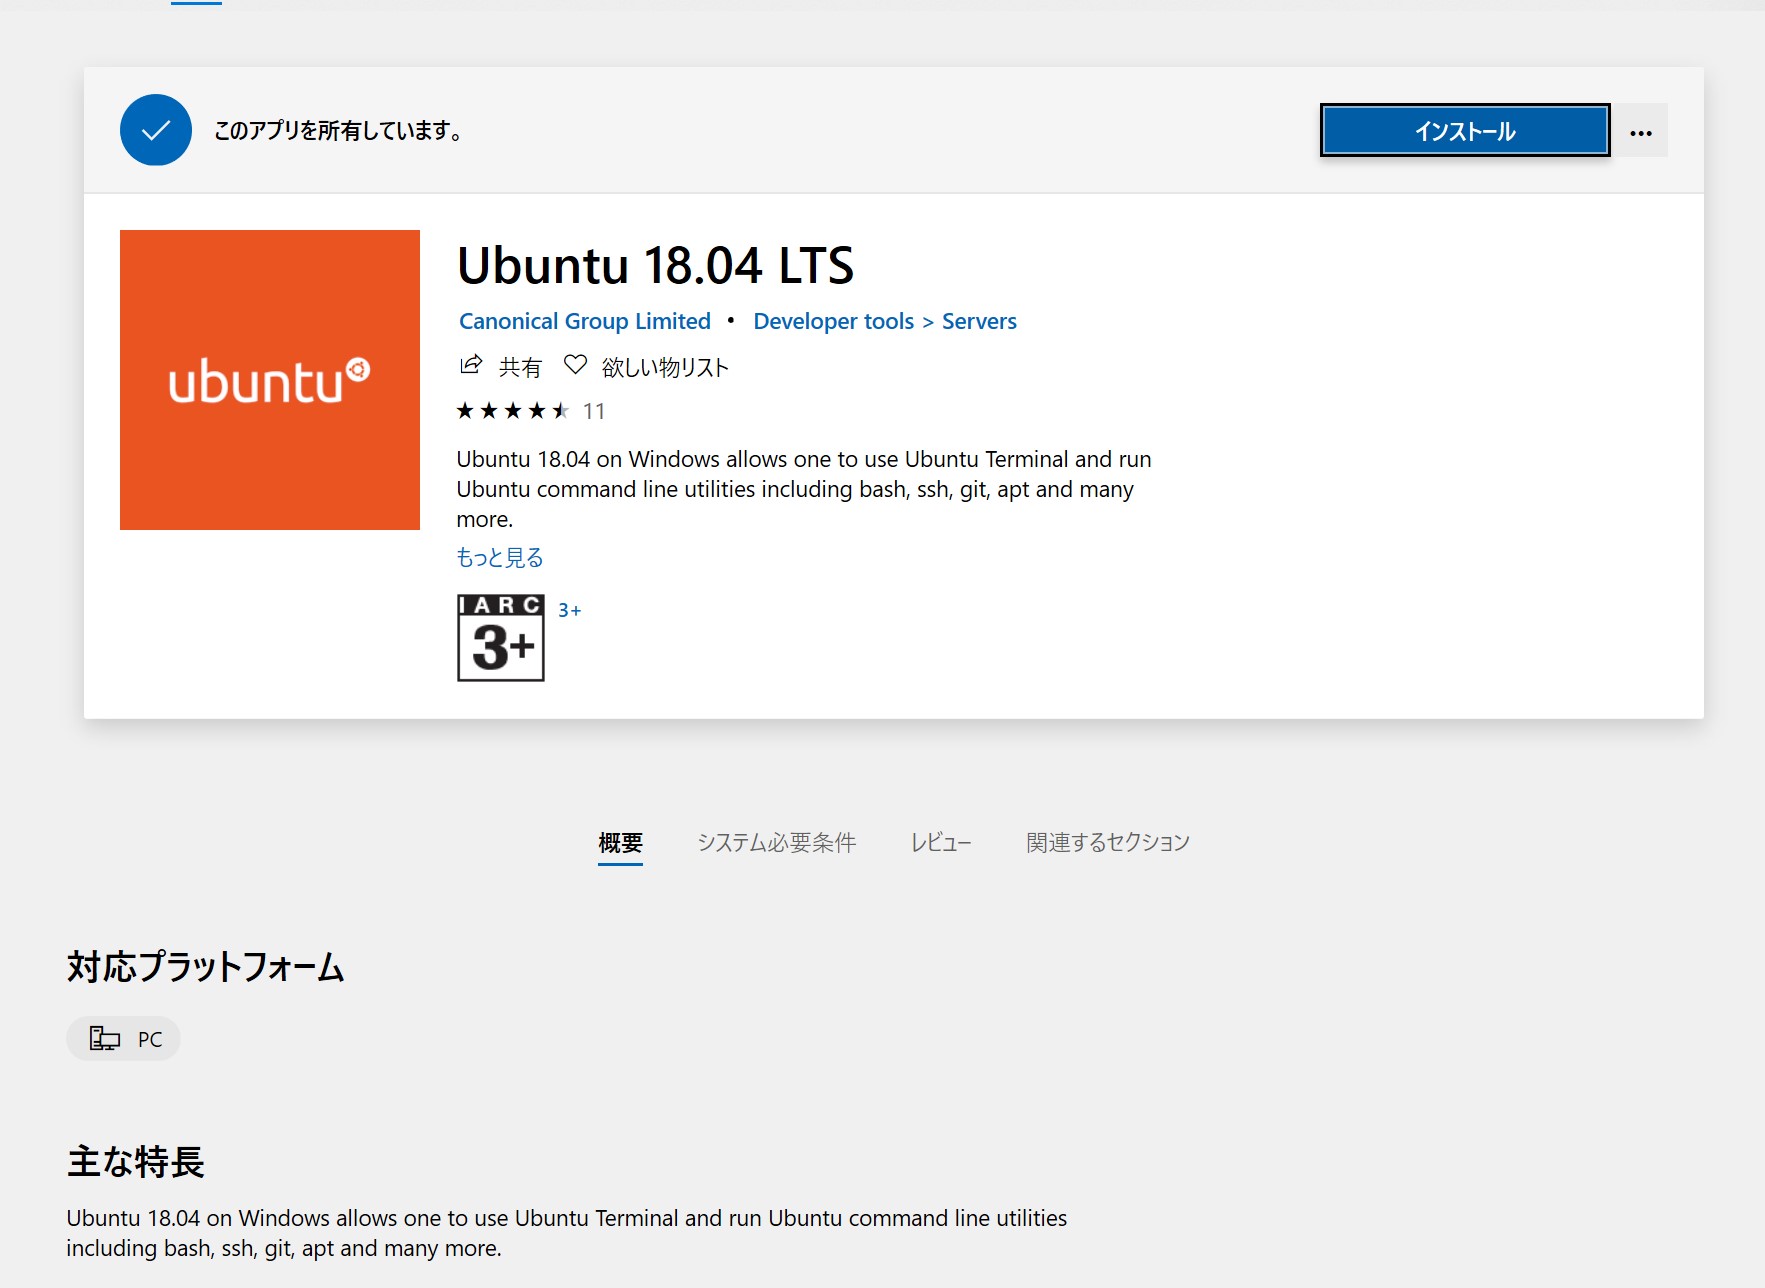 このアプリを所有しています。
インストール
ubuntu
Ubuntu 18.04 LTS
Canonical Group Limited • Developer tools > Servers
共有 欲しい物リスト
11
Ubuntu 18.04 on Windows allows one to use Ubuntu Terminal and run
Ubuntu command line utilities including bash, ssh, git, apt and many
more.
もっと見る
IARC
3+
3+
概要 システム必要条件 レビュー 関連するセクション
対応プラットフォーム
PC
主な特長
Ubuntu 18.04 on Windows allows one to use Ubuntu Terminal and run Ubuntu command line utilities
including bash, ssh, git, apt and many more.